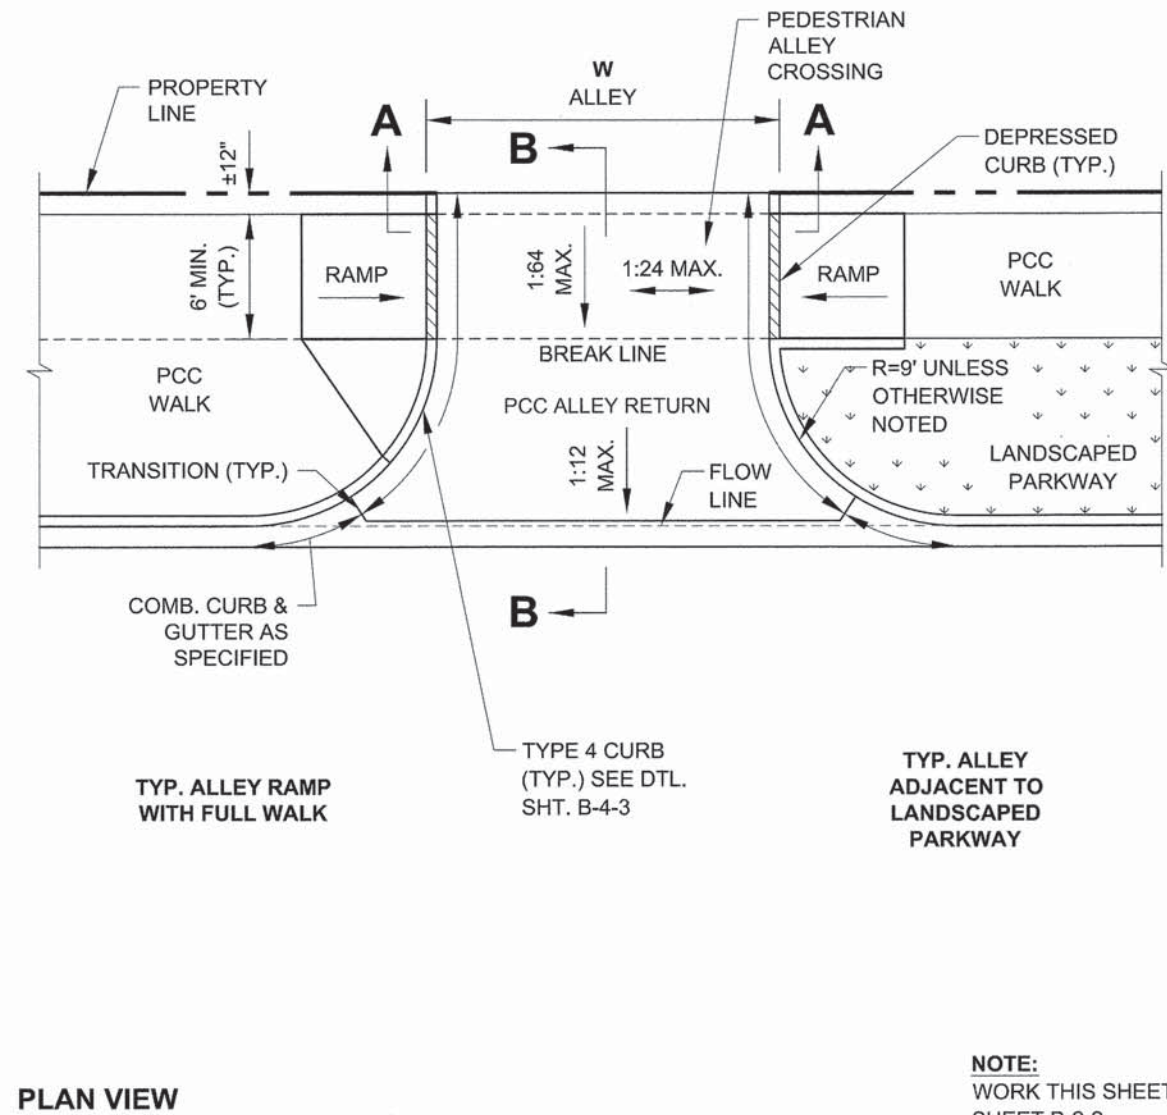 PEDESTRIAN
ALLEY
CROSSING
W
ALLEY
PROPERTY
LINE
±12"
A
B
A
DEPRESSED
CURB (TYP.)
6' MIN.
(TYP.)
RAMP
1:64
MAX.
1:24 MAX.
RAMP
PCC
WALK
BREAK LINE
PCC
WALK
PCC ALLEY RETURN
R=9' UNLESS
OTHERWISE
NOTED
TRANSITION (TYP.)
1:12
MAX.
FLOW
LINE
LANDSCAPED
PARKWAY
COMB. CURB &
GUTTER AS
SPECIFIED
B
TYPE 4 CURB
(TYP.) SEE DTL.
SHT. B-4-3
TYP. ALLEY RAMP
WITH FULL WALK
TYP. ALLEY
ADJACENT TO
LANDSCAPED
PARKWAY
PLAN VIEW
NOTE:
WORK THIS SHEET